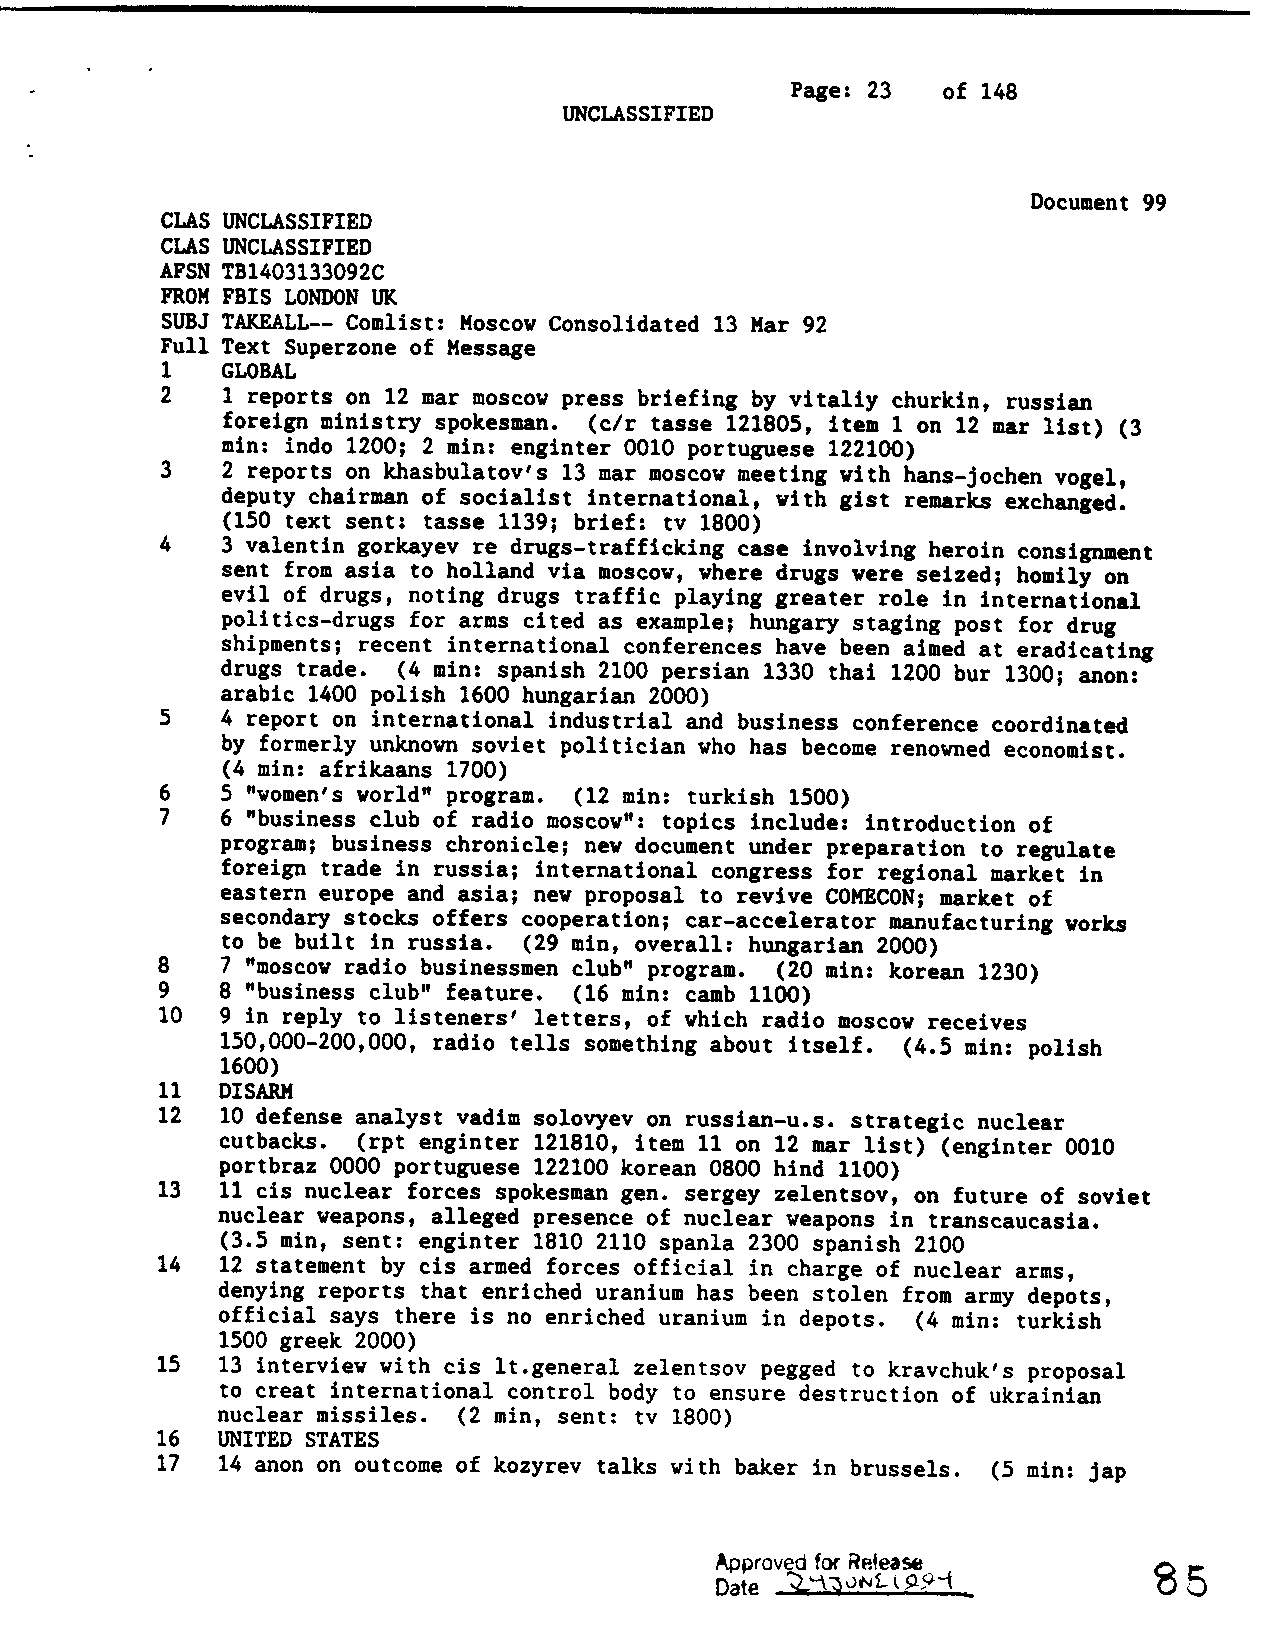 Page: 23 of 148
UNCLASSIFIED
Document 99
CLAS UNCLASSIFIED
CLAS UNCLASSIFIED
AFSN TB1403133092C
FROM FBIS LONDON UK
SUBJ TAKEALL-- Comlist: Moscow Consolidated 13 Mar 92
Full Text Superzone of Message
1 GLOBAL
2 1 reports on 12 mar moscow press briefing by vitaliy churkin, russian
foreign ministry spokesman. (c/r tasse 121805, item 1 on 12 mar list) (3
min: indo 1200; 2 min: enginter 0010 portuguese 122100)
3 2 reports on khasbulatov's 13 mar moscow meeting with hans-jochen vogel,
deputy chairman of socialist international, with gist remarks exchanged.
(150 text sent: tasse 1139; brief: tv 1800)
4 3 valentin gorkayev re drugs-trafficking case involving heroin consignment
sent from asia to holland via moscow, where drugs were seized; homily on
evil of drugs, noting drugs traffic playing greater role in international
politics-drugs for arms cited as example; hungary staging post for drug
shipments; recent international conferences have been aimed at eradicating
drugs trade. (4 min: spanish 2100 persian 1330 thai 1200 bur 1300; anon:
arabic 1400 polish 1600 hungarian 2000)
5 4 report on international industrial and business conference coordinated
by formerly unknown soviet politician who has become renowned economist.
(4 min: afrikaans 1700)
6 5 "women's world" program. (12 min: turkish 1500)
7 6 "business club of radio moscow": topics include: introduction of
program; business chronicle; new document under preparation to regulate
foreign trade in russia; international congress for regional market in
eastern europe and asia; new proposal to revive COMECON; market of
secondary stocks offers cooperation; car-accelerator manufacturing works
to be built in russia. (29 min, overall: hungarian 2000)
8 7 "moscow radio businessmen club" program. (20 min: korean 1230)
9 8 "business club" feature. (16 min: camb 1100)
10 9 in reply to listeners' letters, of which radio moscow receives
150,000-200,000, radio tells something about itself. (4.5 min: polish
1600)
11 DISARM
12 10 defense analyst vadim solovyev on russian-u.s. strategic nuclear
cutbacks. (rpt enginter 121810, item 11 on 12 mar list) (enginter 0010
portbraz 0000 portuguese 122100 korean 0800 hind 1100)
13 11 cis nuclear forces spokesman gen. sergey zelentsov, on future of soviet
nuclear weapons, alleged presence of nuclear weapons in transcaucasia.
(3.5 min, sent: enginter 1810 2110 spanla 2300 spanish 2100
14 12 statement by cis armed forces official in charge of nuclear arms,
denying reports that enriched uranium has been stolen from army depots,
official says there is no enriched uranium in depots. (4 min: turkish
1500 greek 2000)
15 13 interview with cis lt.general zelentsov pegged to kravchuk's proposal
to creat international control body to ensure destruction of ukrainian
nuclear missiles. (2 min, sent: tv 1800)
16 UNITED STATES
17 14 anon on outcome of kozyrev talks with baker in brussels. (5 min: jap
Approved for Release
Date 24 JUNE 1994
85